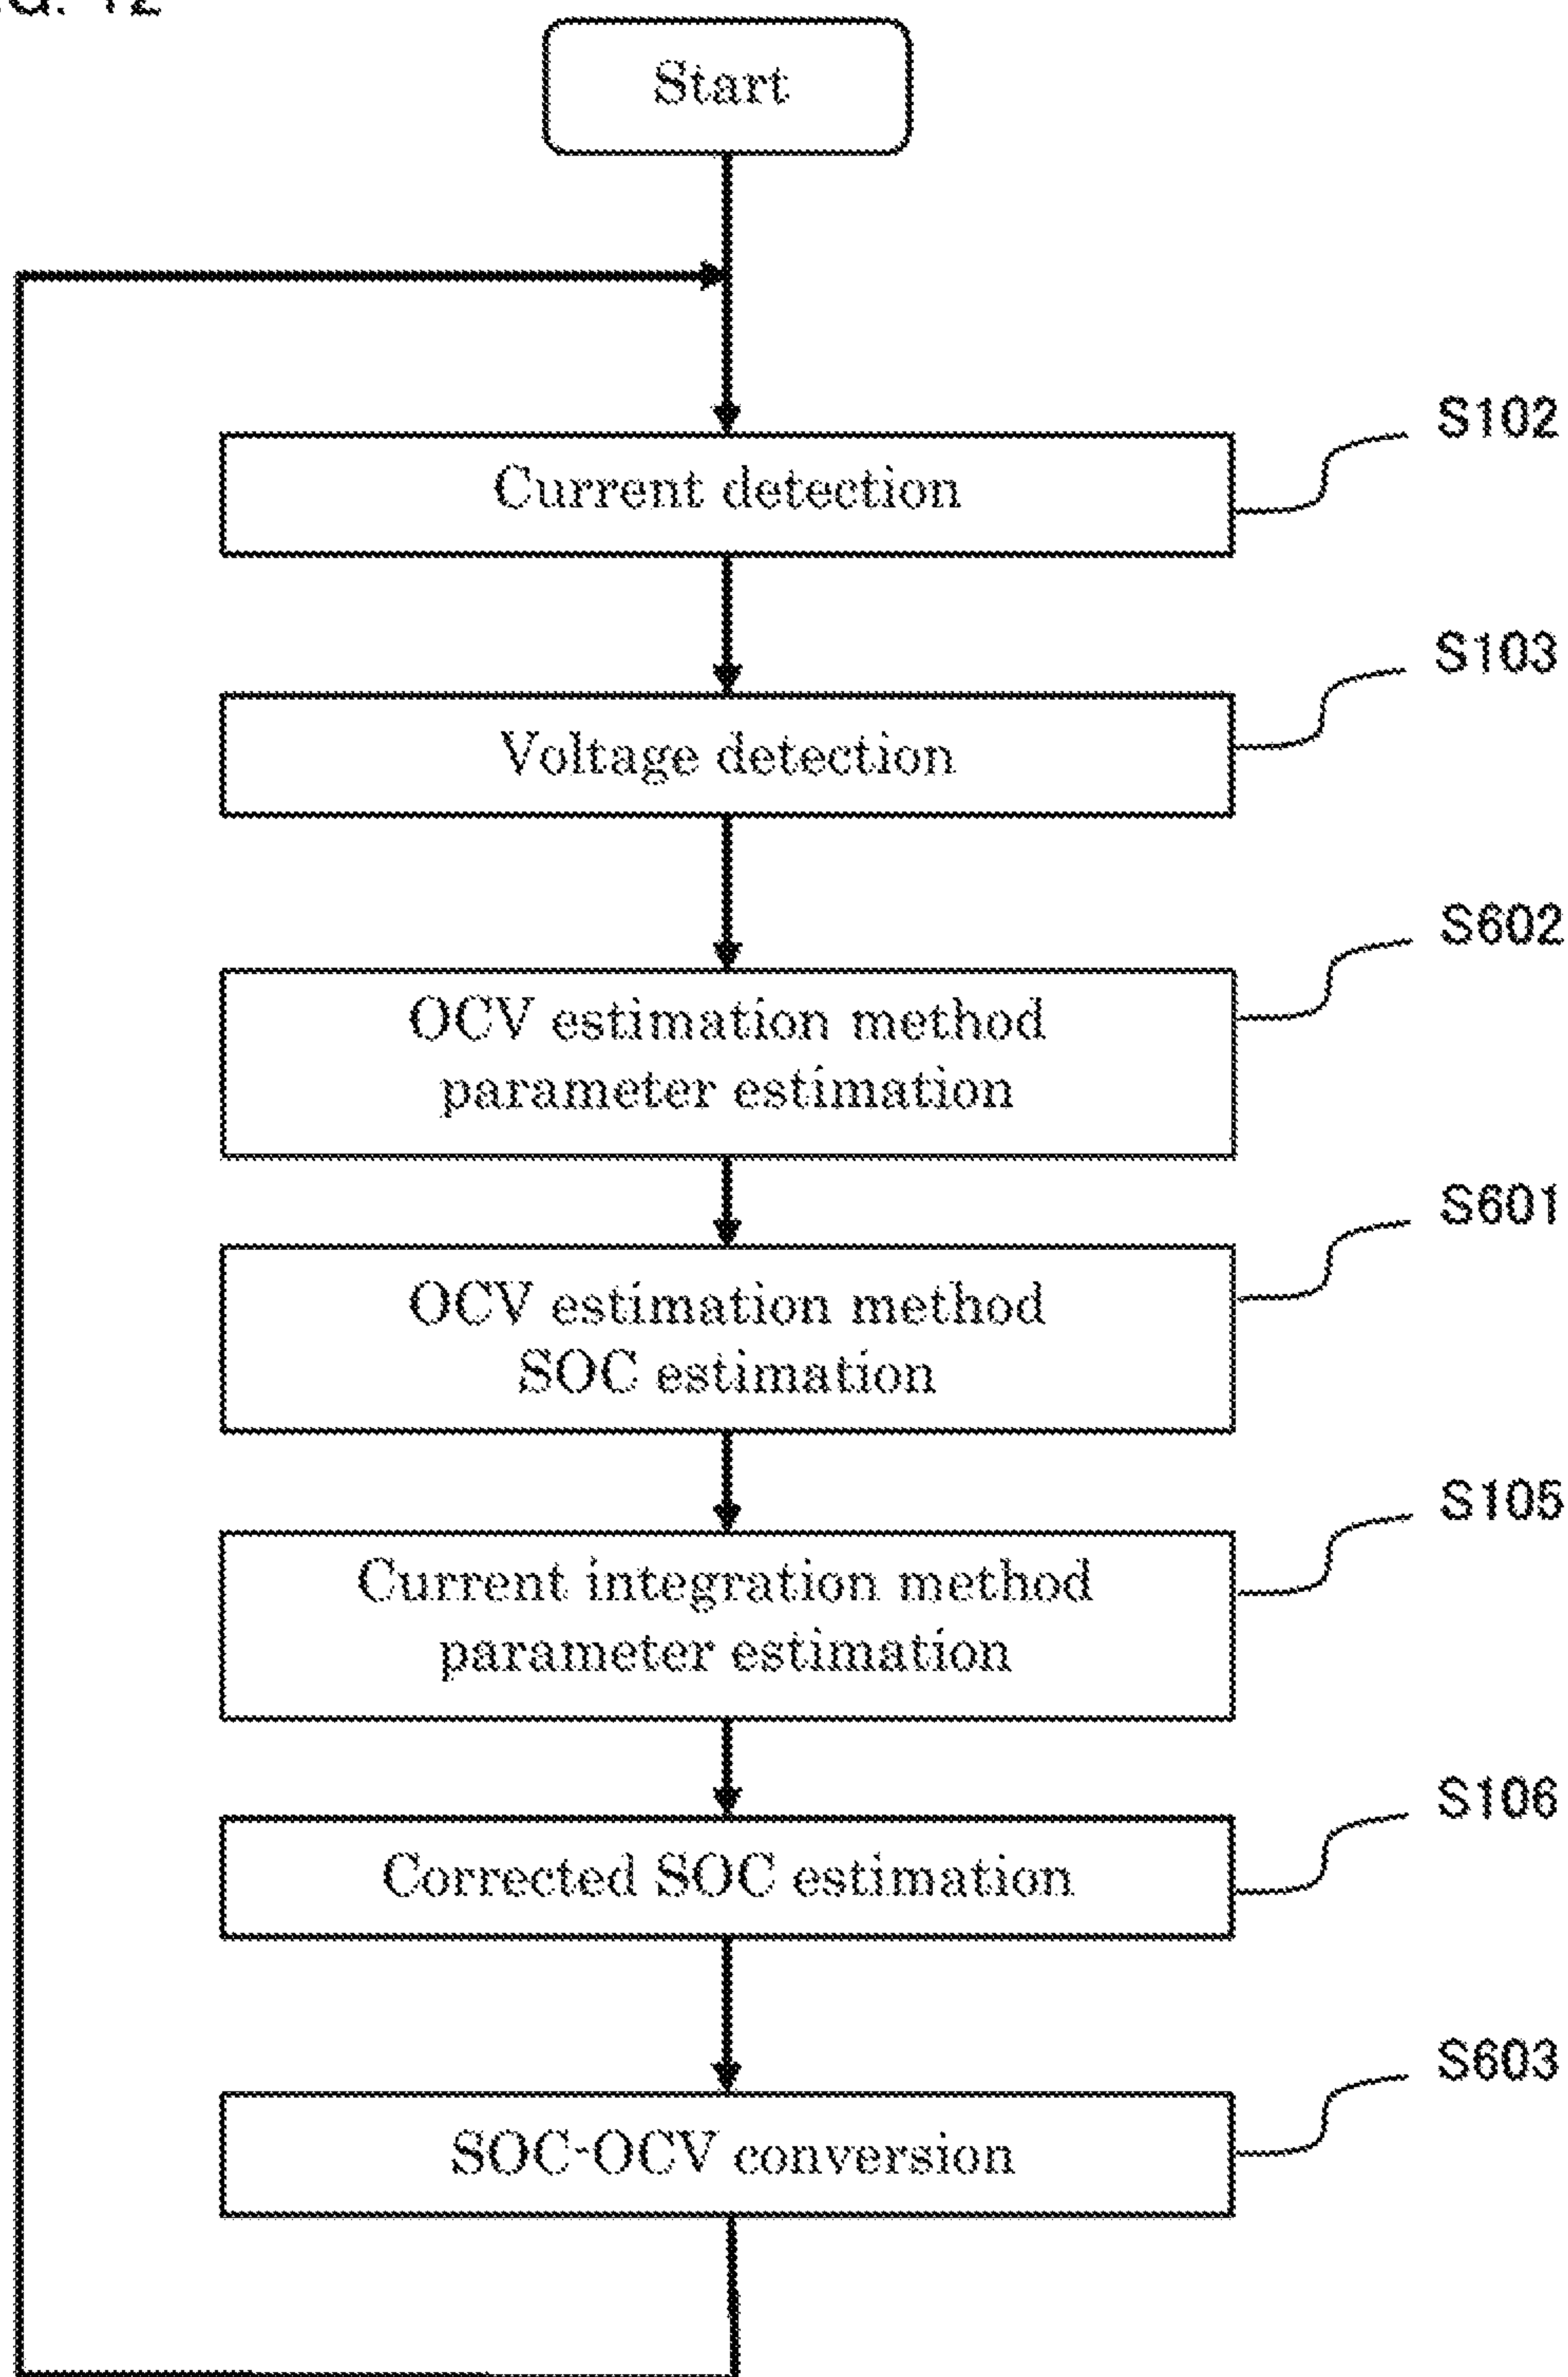 12
Start
S102
Current detection
S103
Voltage detection
S602
OCV estimation method
parameter estimation
S601
OCV estimation method
SOC estimation
S105
Current integration method
parameter estimation
S106
Corrected SOC estimation
S603
SOC-OCV conversion